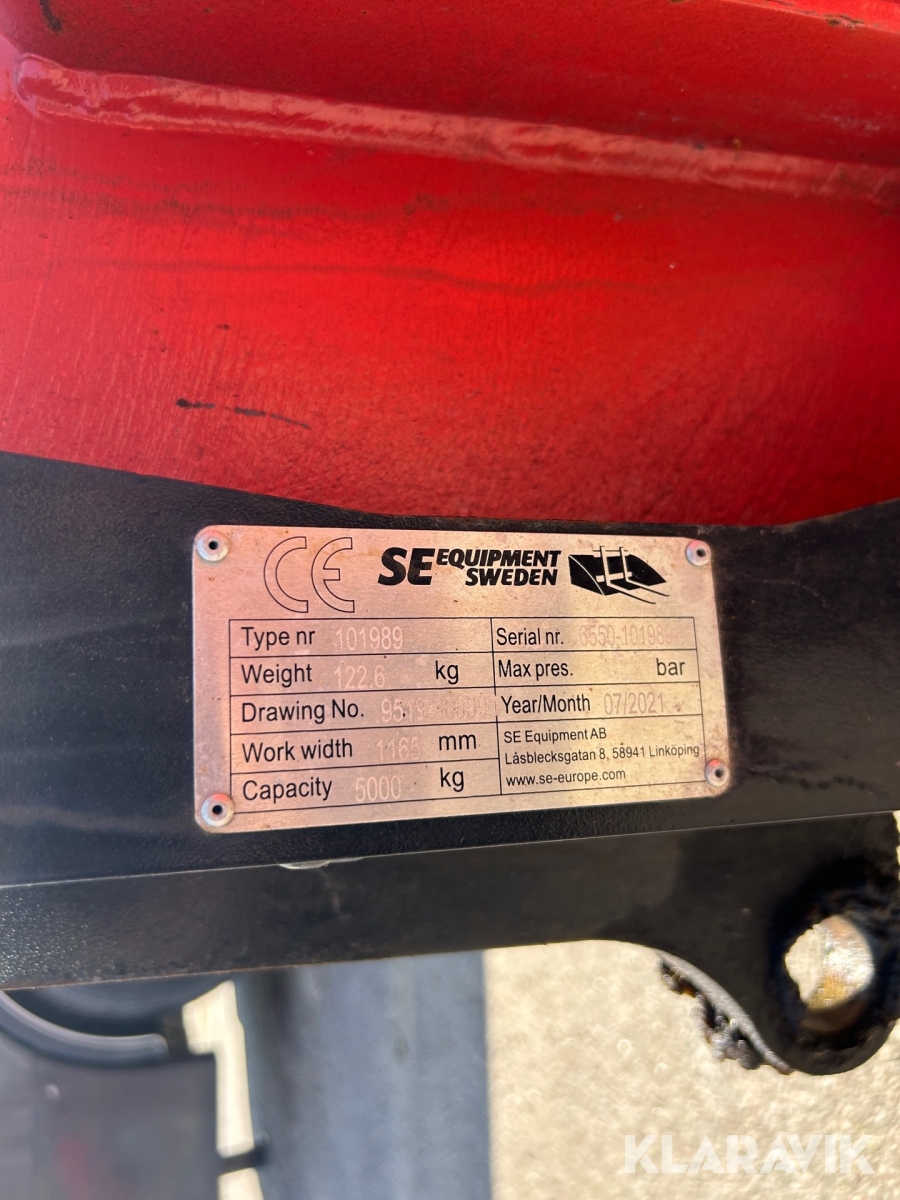 CE SE EQUIPMENT SWEDEN
Type nr 101989 Serial nr.
Weight 122.6 kg Max pres. bar
Drawing No. Year/Month 07/2021
Work width 1165 mm SE Equipment AB
Låsblecksgatan 8, 58941 Linköping
Capacity 5000 kg www.se-europe.com
KLARAVIK